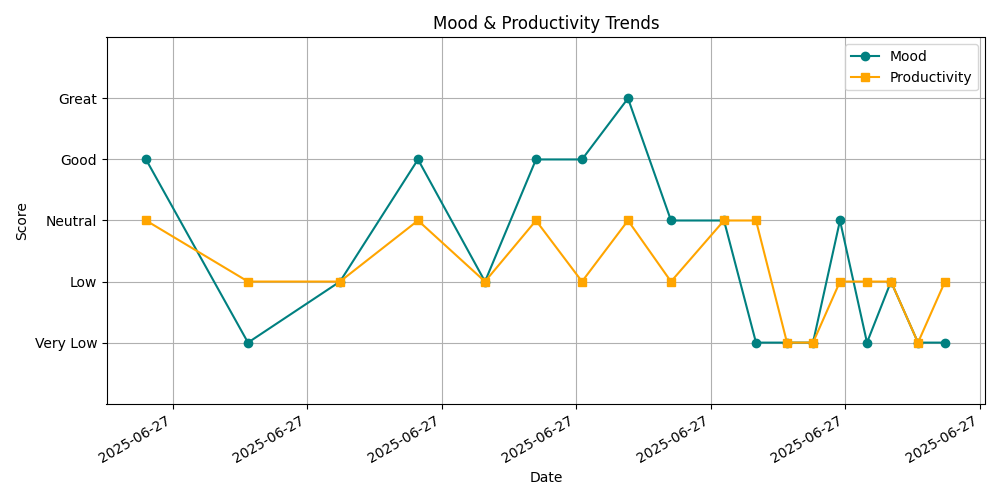 Mood & Productivity Trends
Mood
Productivity
Great
Good
Neutral
Low
Very Low
Score
2025-06-27
2025-06-27
2025-06-27
2025-06-27
2025-06-27
2025-06-27
2025-06-27
Date